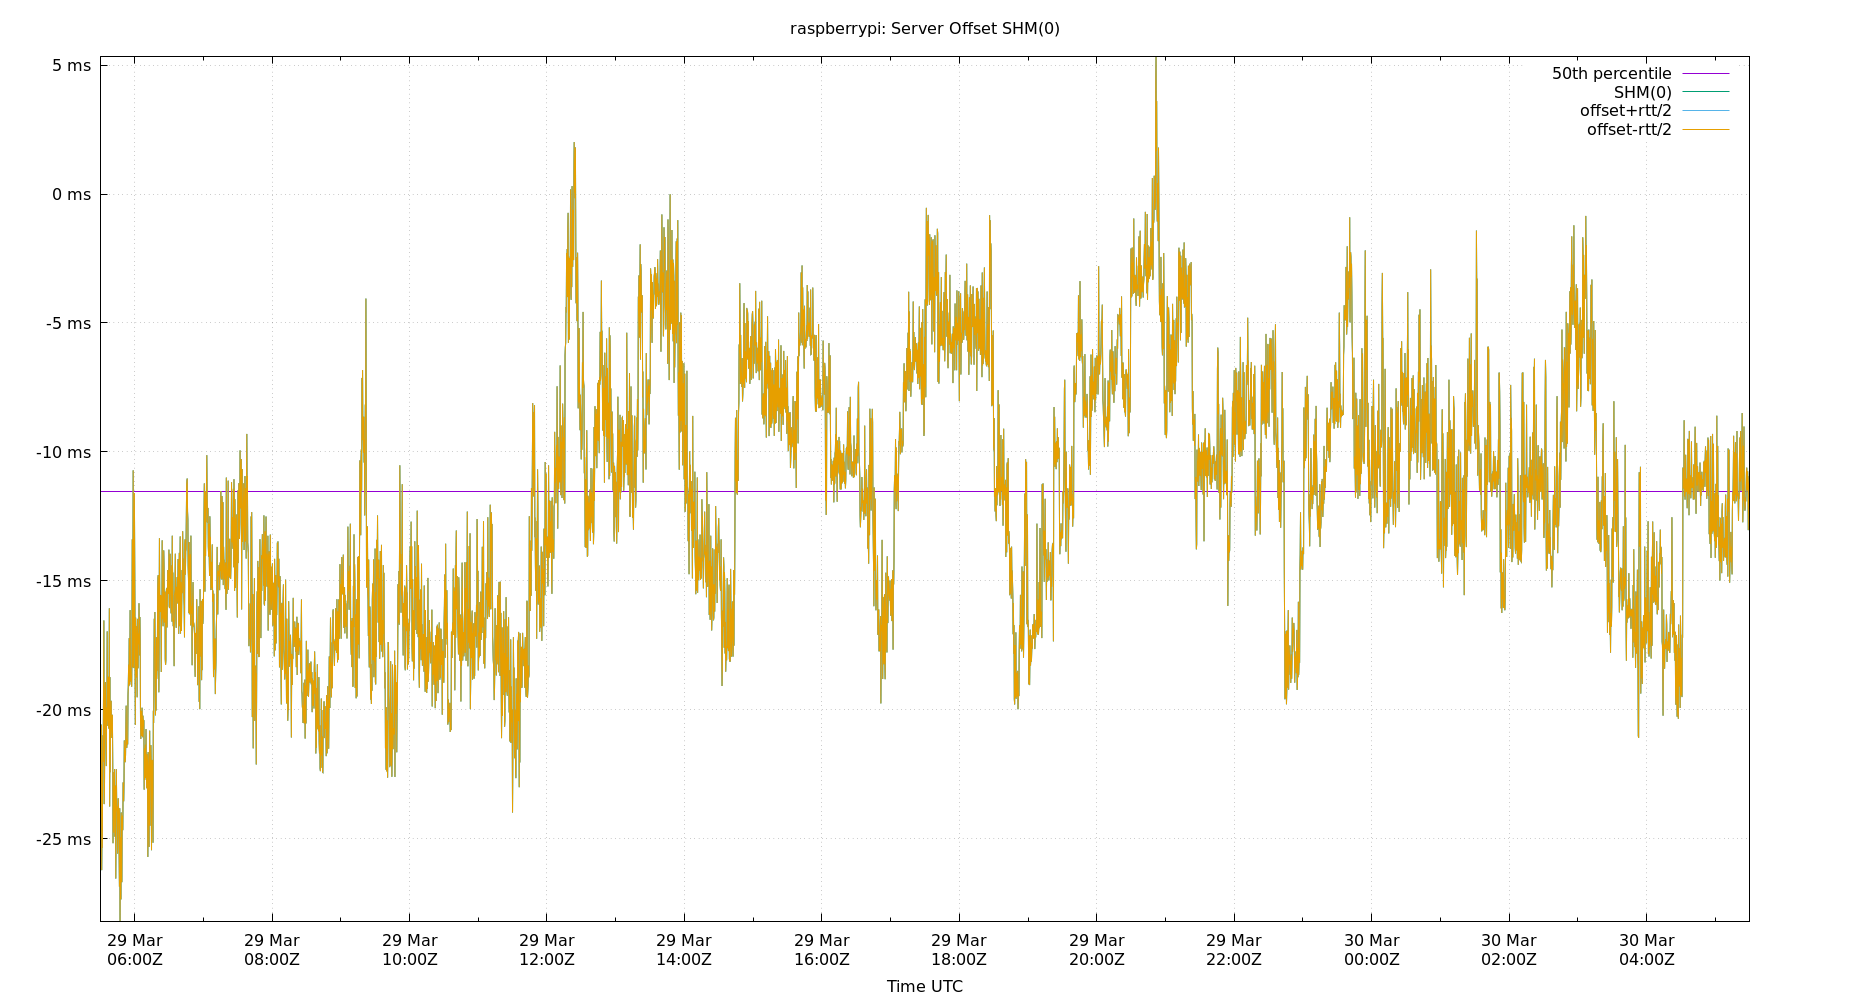 raspberrypi: Server Offset SHM(0)
5 ms
0 ms
-5 ms
-10 ms
-15 ms
-20 ms
-25 ms
50th percentile
SHM(0)
offset+rtt/2
offset-rtt/2
29 Mar 29 Mar 29 Mar 29 Mar 29 Mar 29 Mar 29 Mar 29 Mar 29 Mar 30 Mar 30 Mar 30 Mar
06:00Z 08:00Z 10:00Z 12:00Z 14:00Z 16:00Z 18:00Z 20:00Z 22:00Z 00:00Z 02:00Z 04:00Z
Time UTC